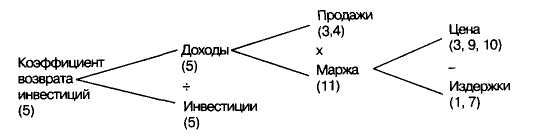 Продажи
(3,4)
х
Маржа
(11)
Цена
(3, 9, 10)
–
Издержки
(1, 7)
Доходы
(5)
÷
Инвестиции
(5)
Коэффициент
возврата
инвестиций
(5)